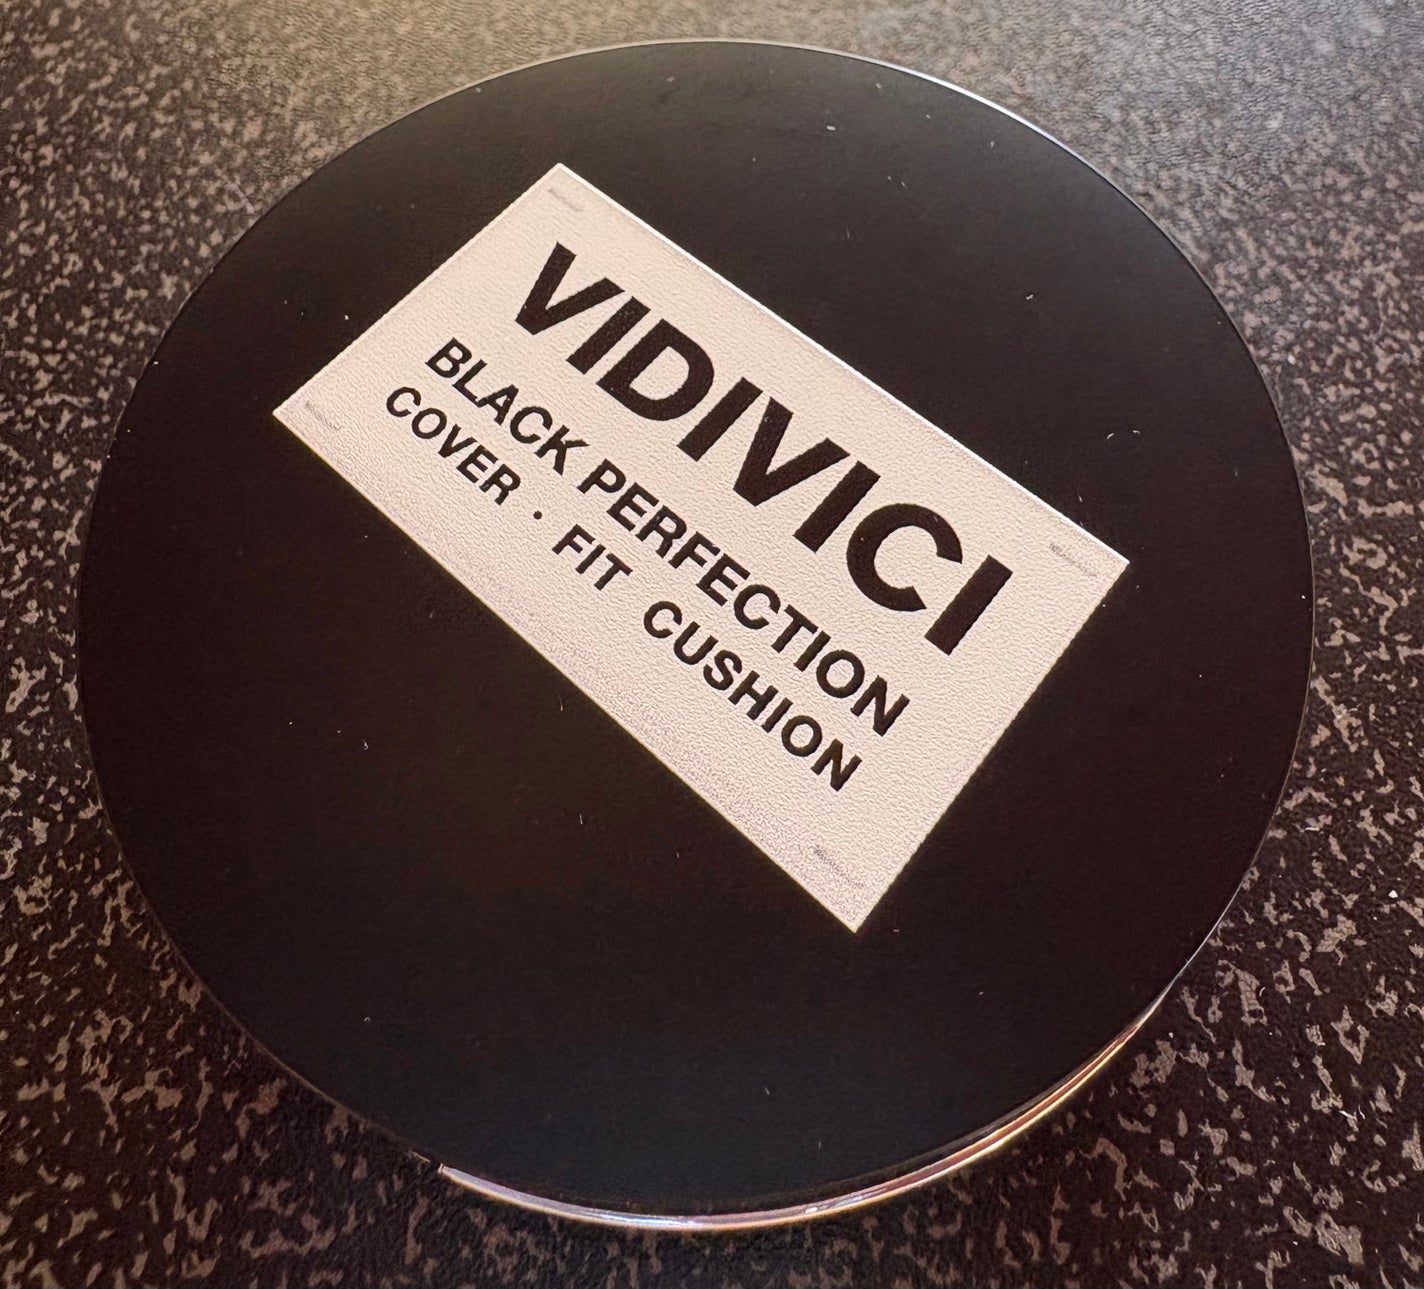 VIDIVICI
BLACK PERFECTION
COVER · FIT CUSHION